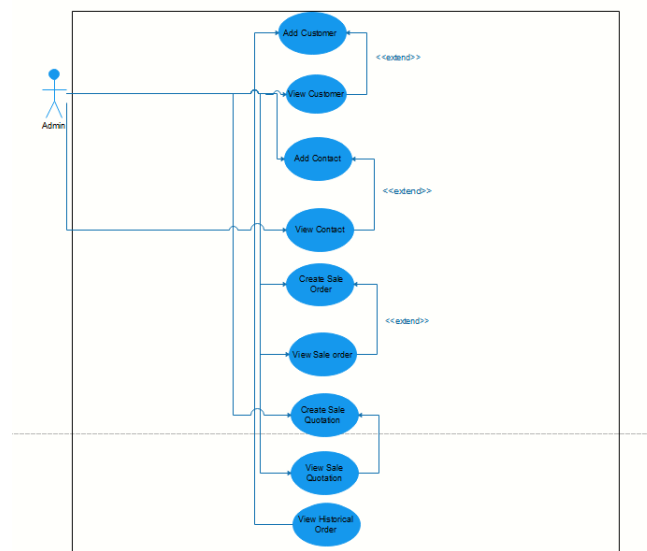 Add Customer
<<extend>>
View Customer
Admin
Add Contact
<<extend>>
View Contact
Create Sale
Order
<<extend>>
View Sale order
Create Sale
Quotation
View Sale
Quotation
View Historical
Order